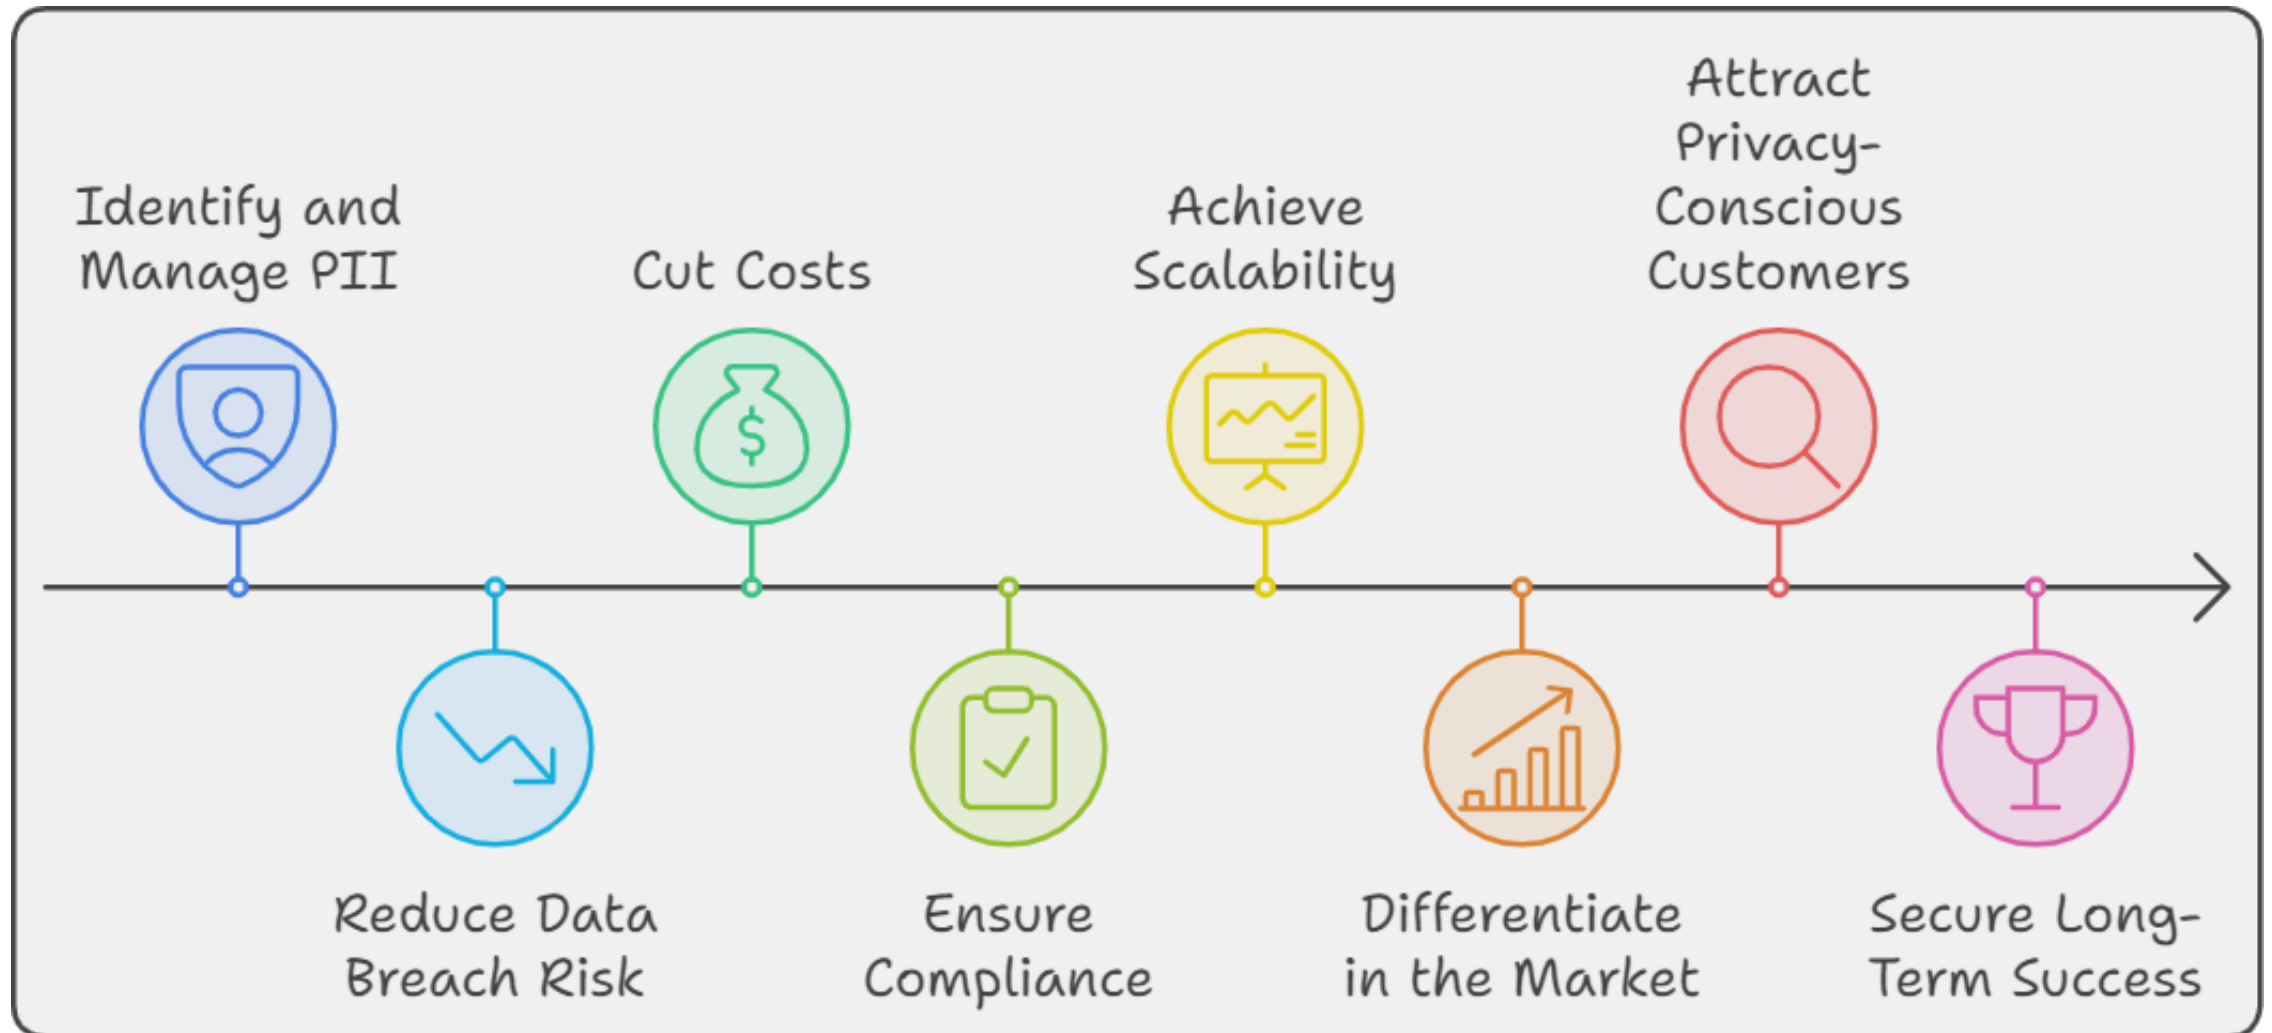 Identify and
Manage PII
Reduce Data
Breach Risk
Cut Costs
$
Ensure
Compliance
Achieve
Scalability
Differentiate
in the Market
Attract
Privacy-
Conscious
Customers
Secure Long-
Term Success